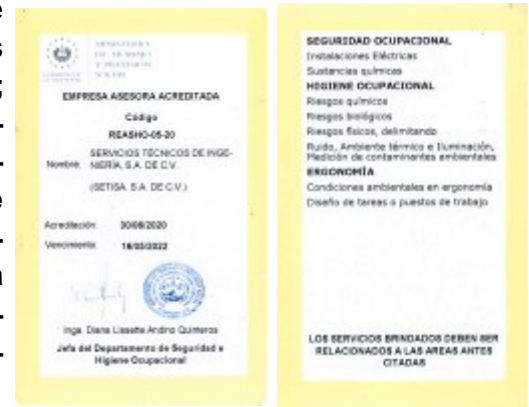 e
s
;
-
-
e
-
a
-
-
MINISTERIO
DE TRABAJO
Y PREVISION
SOCIAL
EMPRESA ASESORA ACREDITADA
Código
REASHO-05-20
Nombre: SERVICIOS TÉCNICOS DE INGE-
NIERÍA, S.A. DE C.V.
(SETISA, S.A. DE C.V.)
Acreditación: 30/06/2020
Vencimiento:
Inga. Diana Lissette Andino Quinteros
Jefa del Departamento de Seguridad e
Higiene Ocupacional
SEGURIDAD OCUPACIONAL
Instalaciones Eléctricas
Sustancias químicas
HIGIENE OCUPACIONAL
Riesgos químicos
Riesgos biológicos
Riesgos físicos, delimitando
Ruido, Ambiente térmico e Iluminación,
Medición de contaminantes ambientales
ERGONOMÍA
Condiciones ambientales en ergonomía
Diseño de tareas o puestos de trabajo
LOS SERVICIOS BRINDADOS DEBEN SER
RELACIONADOS A LAS AREAS ANTES
CITADAS